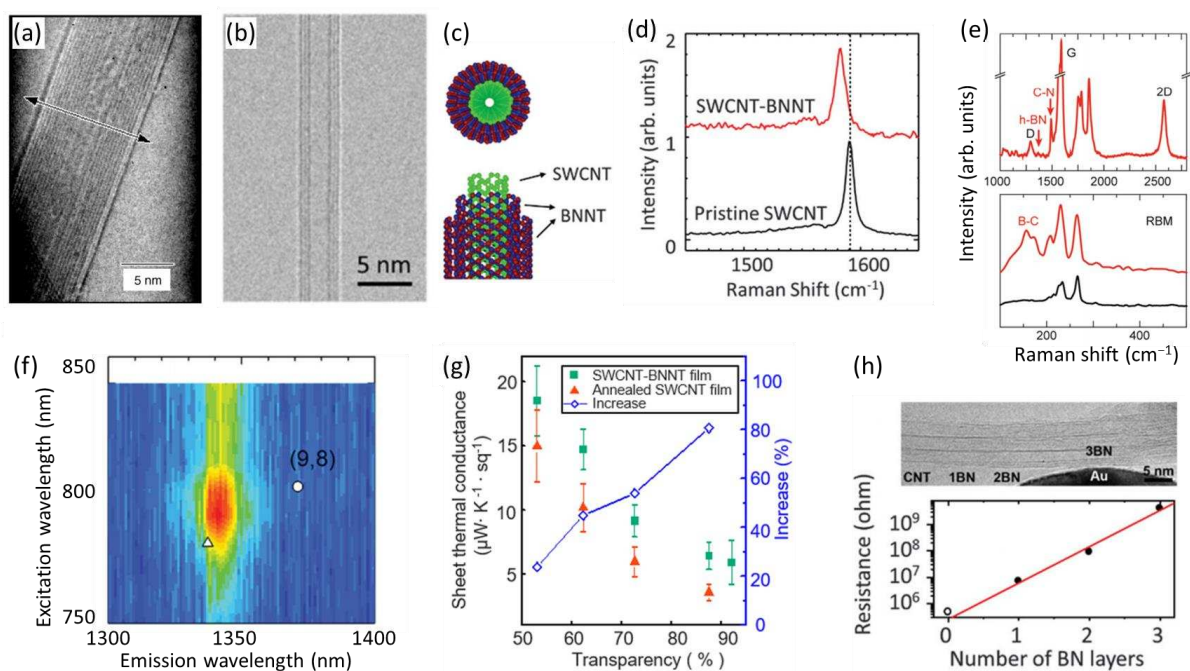 (a)
5 nm
(b)
5 nm
(c)
SWCNT
BNNT
(d)
Intensity (arb. units)
2
1
0
SWCNT-BNNT
Pristine SWCNT
1500 1600
Raman Shift (cm⁻¹)
(e)
Intensity (arb. units)
G
C-N
h-BN
D
2D
1000 1500 2000 2500
B-C
RBM
200 400
Raman shift (cm⁻¹)
(f)
Excitation wavelength (nm)
850
800
750
(9,8)
1300 1350 1400
Emission wavelength (nm)
(g)
Sheet thermal conductance
(μW· K⁻¹ · sq⁻¹)
20
15
10
5
SWCNT-BNNT film
Annealed SWCNT film
Increase
100
80
60
40
20
0
Increase (%)
50 60 70 80 90
Transparency ( % )
(h)
CNT 1BN 2BN 3BN
Au
5 nm
Resistance (ohm)
10⁹
10⁸
10⁷
10⁶
0 1 2 3
Number of BN layers